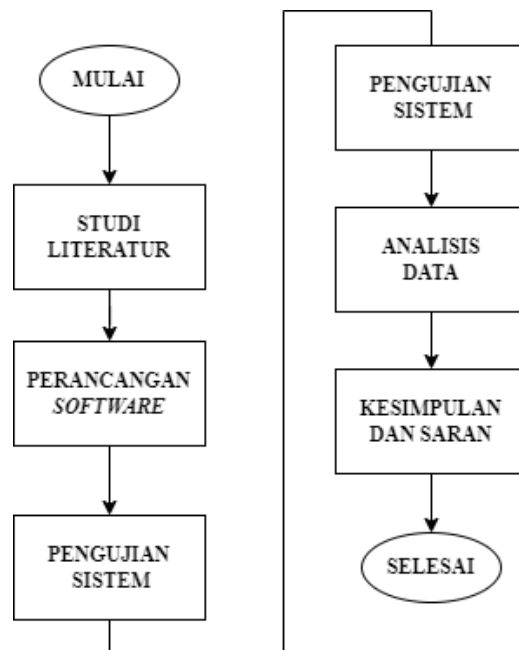 MULAI
STUDI
LITERATUR
PERANCANGAN
SOFTWARE
PENGUJIAN
SISTEM
PENGUJIAN
SISTEM
ANALISIS
DATA
KESIMPULAN
DAN SARAN
SELESAI